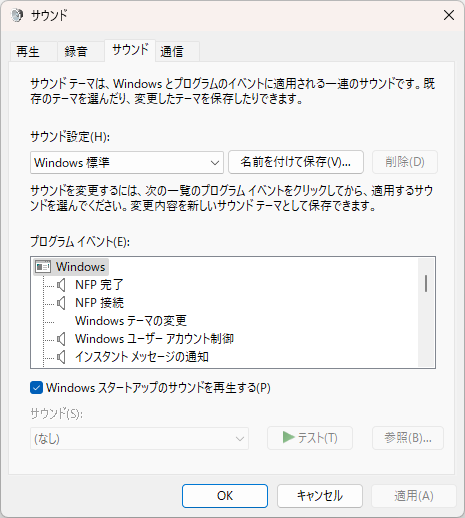 サウンド
再生 録音 サウンド 通信
サウンド テーマは、Windows とプログラムのイベントに適用される一連のサウンドです。既
存のテーマを選んだり、変更したテーマを保存したりできます。
サウンド設定(H):
Windows 標準 名前を付けて保存(V)... 削除(D)
サウンドを変更するには、次の一覧のプログラム イベントをクリックしてから、適用するサウ
ンドを選んでください。変更内容を新しいサウンド テーマとして保存できます。
プログラム イベント(E):
Windows
NFP 完了
NFP 接続
Windows テーマの変更
Windows ユーザー アカウント制御
インスタント メッセージの通知
Windows スタートアップのサウンドを再生する(P)
サウンド(S):
(なし) テスト(T) 参照(B)...
OK キャンセル 適用(A)